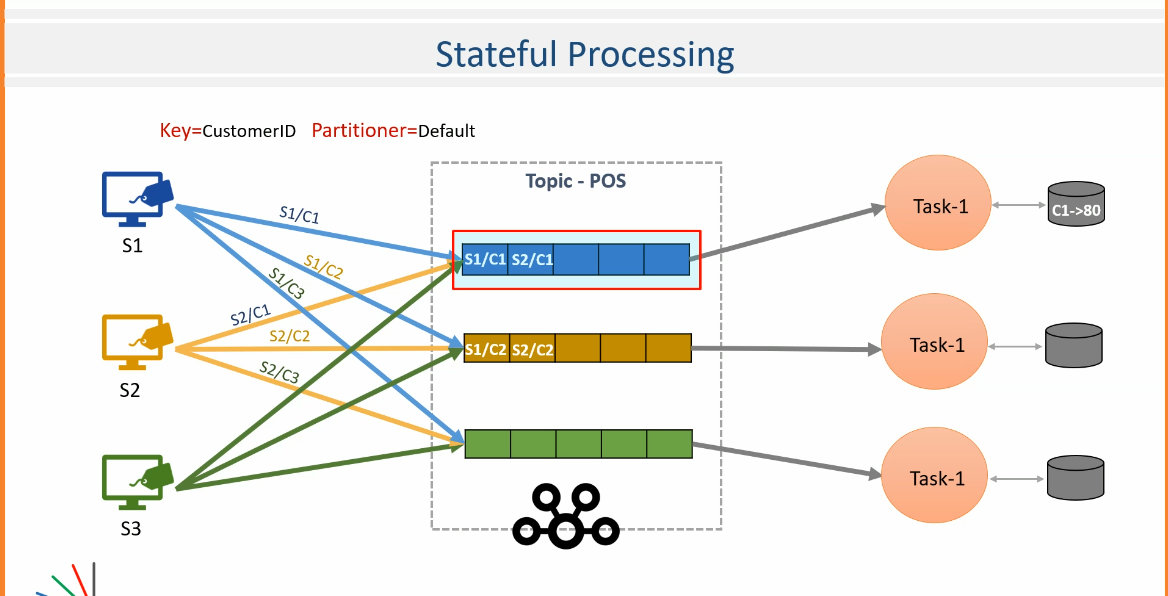 Stateful Processing
Key=CustomerID Partitioner=Default
Topic - POS
S1
S2
S3
S1/C1
S1/C2
S1/C3
S2/C1
S2/C2
S2/C3
S1/C1 S2/C1
S1/C2 S2/C2
Task-1
C1->80
Task-1
Task-1